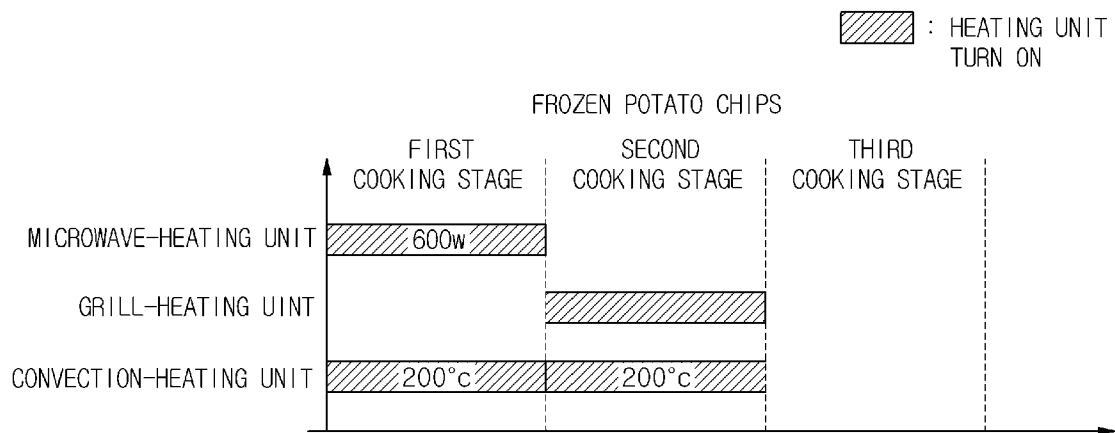 : HEATING UNIT
TURN ON
FROZEN POTATO CHIPS
FIRST
COOKING STAGE
SECOND
COOKING STAGE
THIRD
COOKING STAGE
MICROWAVE-HEATING UNIT
600w
GRILL-HEATING UINT
CONVECTION-HEATING UNIT
200°c
200°c